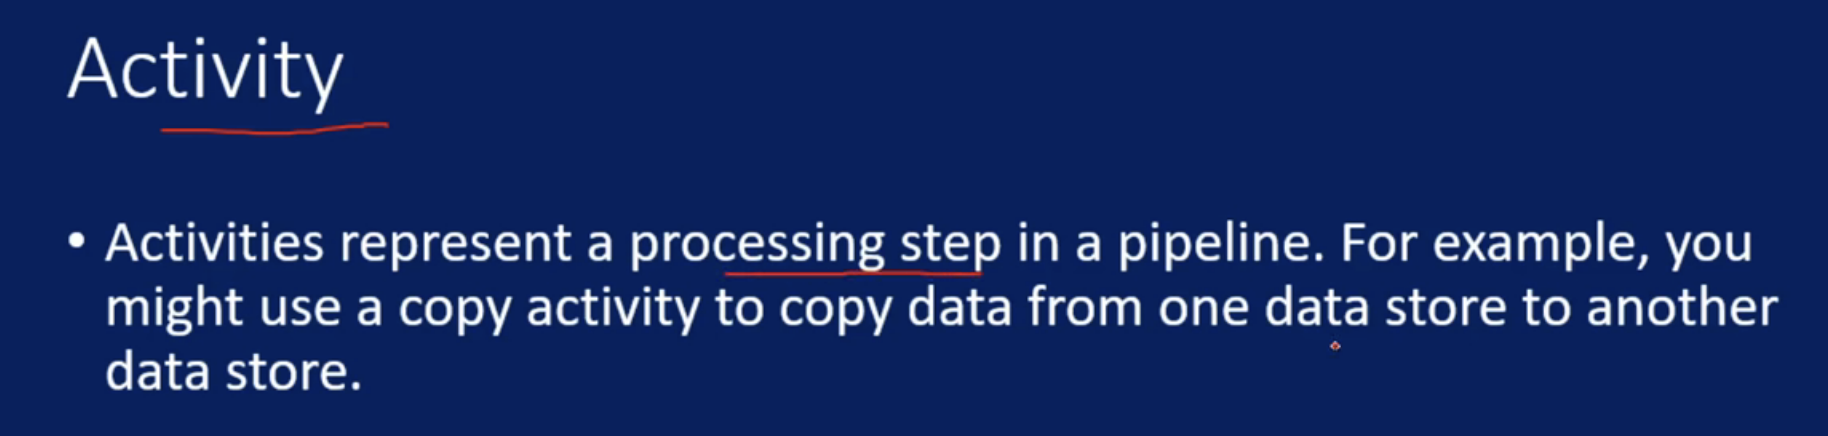 Activity
• Activities represent a processing step in a pipeline. For example, you
might use a copy activity to copy data from one data store to another
data store.